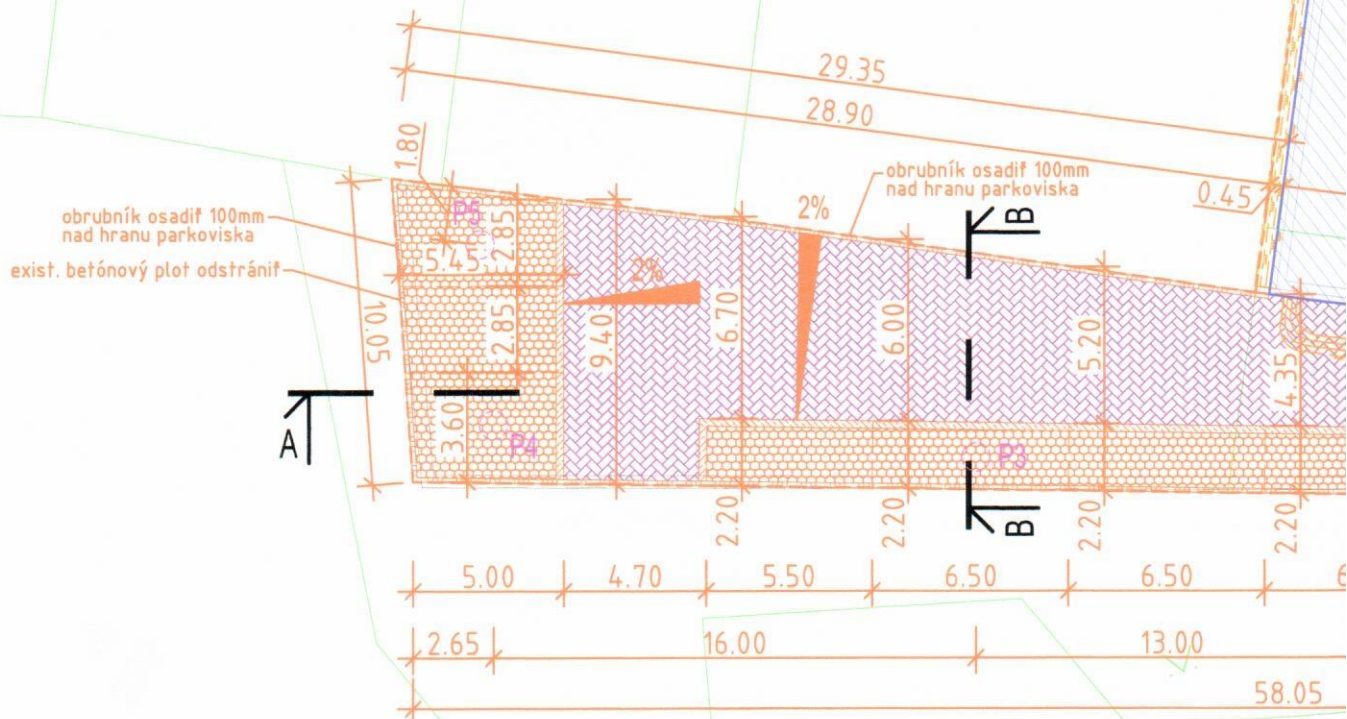 29.35
28.90
1.80
obrubník osadiť 100mm
nad hranu parkoviska
0.45
2%
B
P5
2.85
obrubník osadiť 100mm
nad hranu parkoviska
5.45
exist. betónový plot odstrániť
2%
10.05
2.85
9.40
6.70
6.00
5.20
4.35
A
3.60
P4
P3
2.20
2.20
B
2.20
2.20
5.00
4.70
5.50
6.50
6.50
2.65
16.00
13.00
58.05